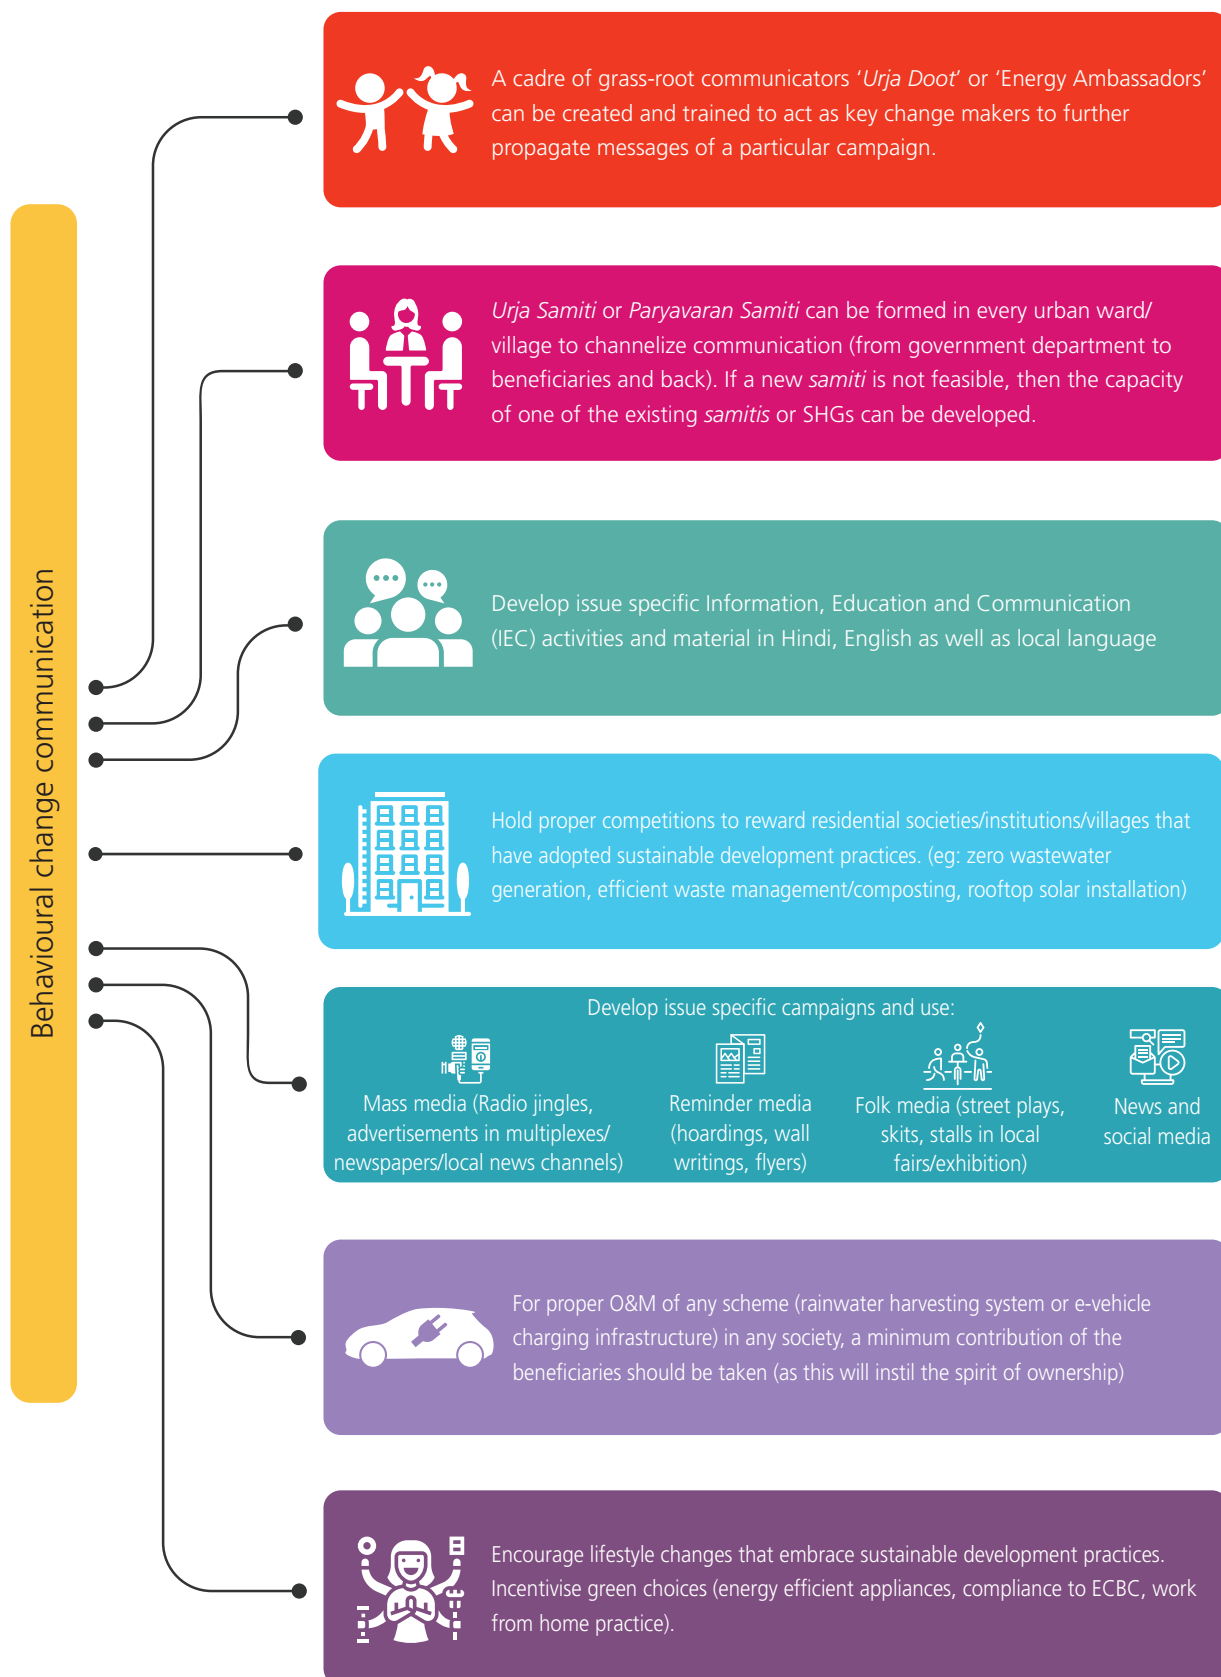 Behavioural change communication
A cadre of grass-root communicators ‘Urja Doot’ or ‘Energy Ambassadors’
can be created and trained to act as key change makers to further
propagate messages of a particular campaign.
Urja Samiti or Paryavaran Samiti can be formed in every urban ward/
village to channelize communication (from government department to
beneficiaries and back). If a new samiti is not feasible, then the capacity
of one of the existing samitis or SHGs can be developed.
Develop issue specific Information, Education and Communication
(IEC) activities and material in Hindi, English as well as local language
Hold proper competitions to reward residential societies/institutions/villages that
have adopted sustainable development practices. (eg: zero wastewater
generation, efficient waste management/composting, rooftop solar installation)
Develop issue specific campaigns and use:
Mass media (Radio jingles,
advertisements in multiplexes/
newspapers/local news channels)
Reminder media
(hoardings, wall
writings, flyers)
Folk media (street plays,
skits, stalls in local
fairs/exhibition)
News and
social media
For proper O&M of any scheme (rainwater harvesting system or e-vehicle
charging infrastructure) in any society, a minimum contribution of the
beneficiaries should be taken (as this will instil the spirit of ownership)
Encourage lifestyle changes that embrace sustainable development practices.
Incentivise green choices (energy efficient appliances, compliance to ECBC, work
from home practice).